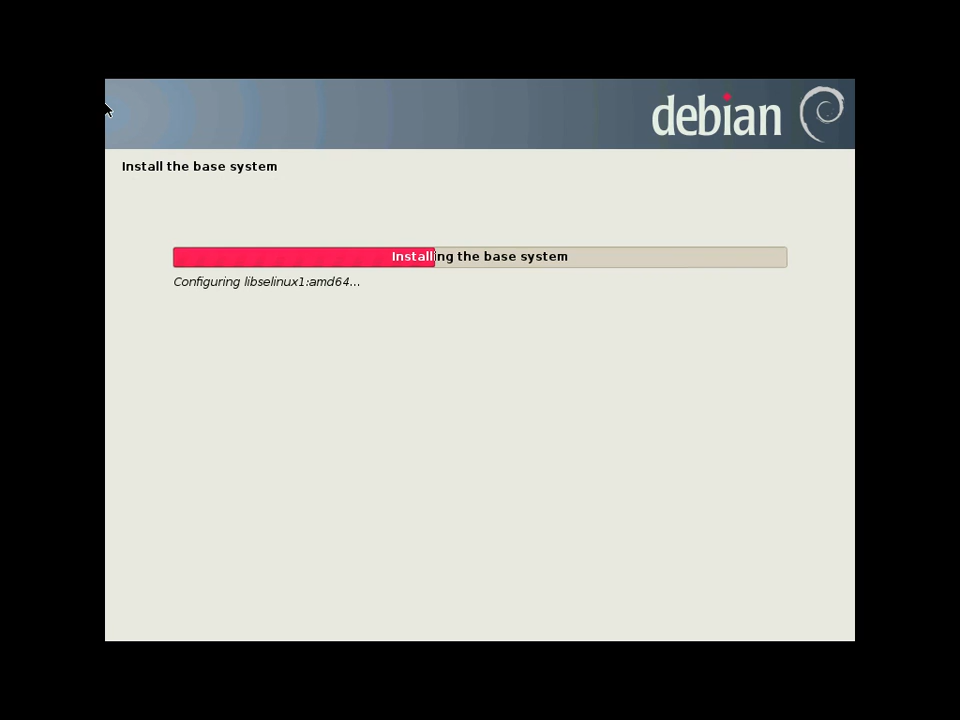 debian
Install the base system
Installing the base system
Configuring libselinux1:amd64...